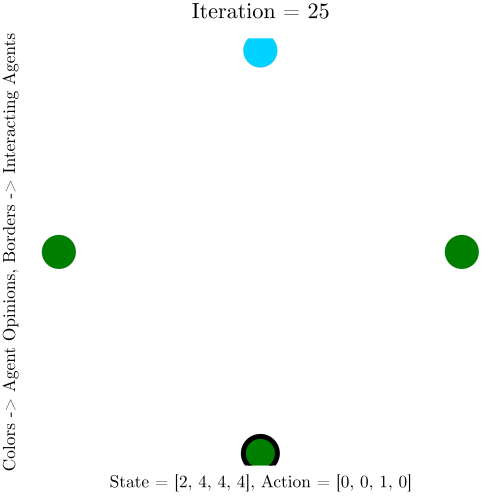 Iteration = 25
Colors -> Agent Opinions, Borders -> Interacting Agents
State = [2, 4, 4, 4], Action = [0, 0, 1, 0]